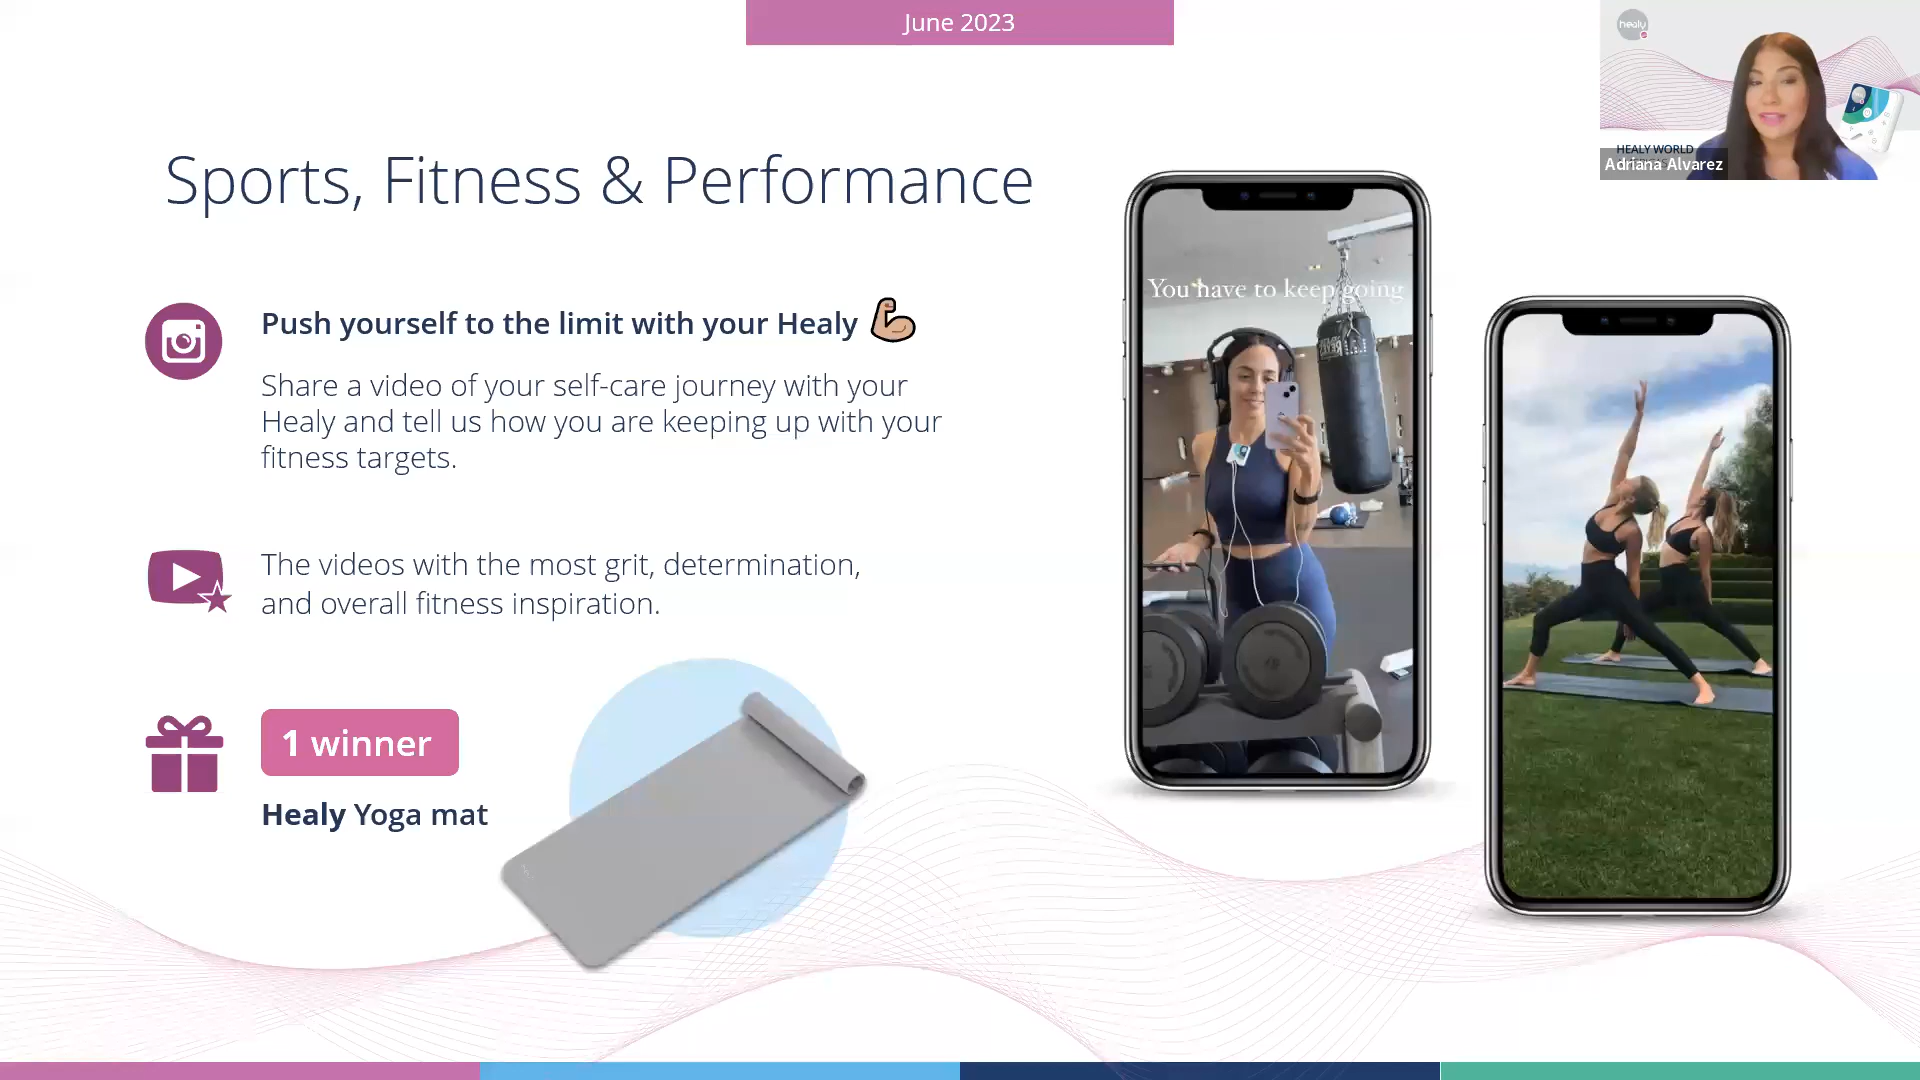 June 2023
healy
HEALY WORLD
Adriana Alvarez
Sports, Fitness & Performance
Push yourself to the limit with your Healy
Share a video of your self-care journey with your
Healy and tell us how you are keeping up with your
fitness targets.
The videos with the most grit, determination,
and overall fitness inspiration.
1 winner
Healy Yoga mat
You have to keep going